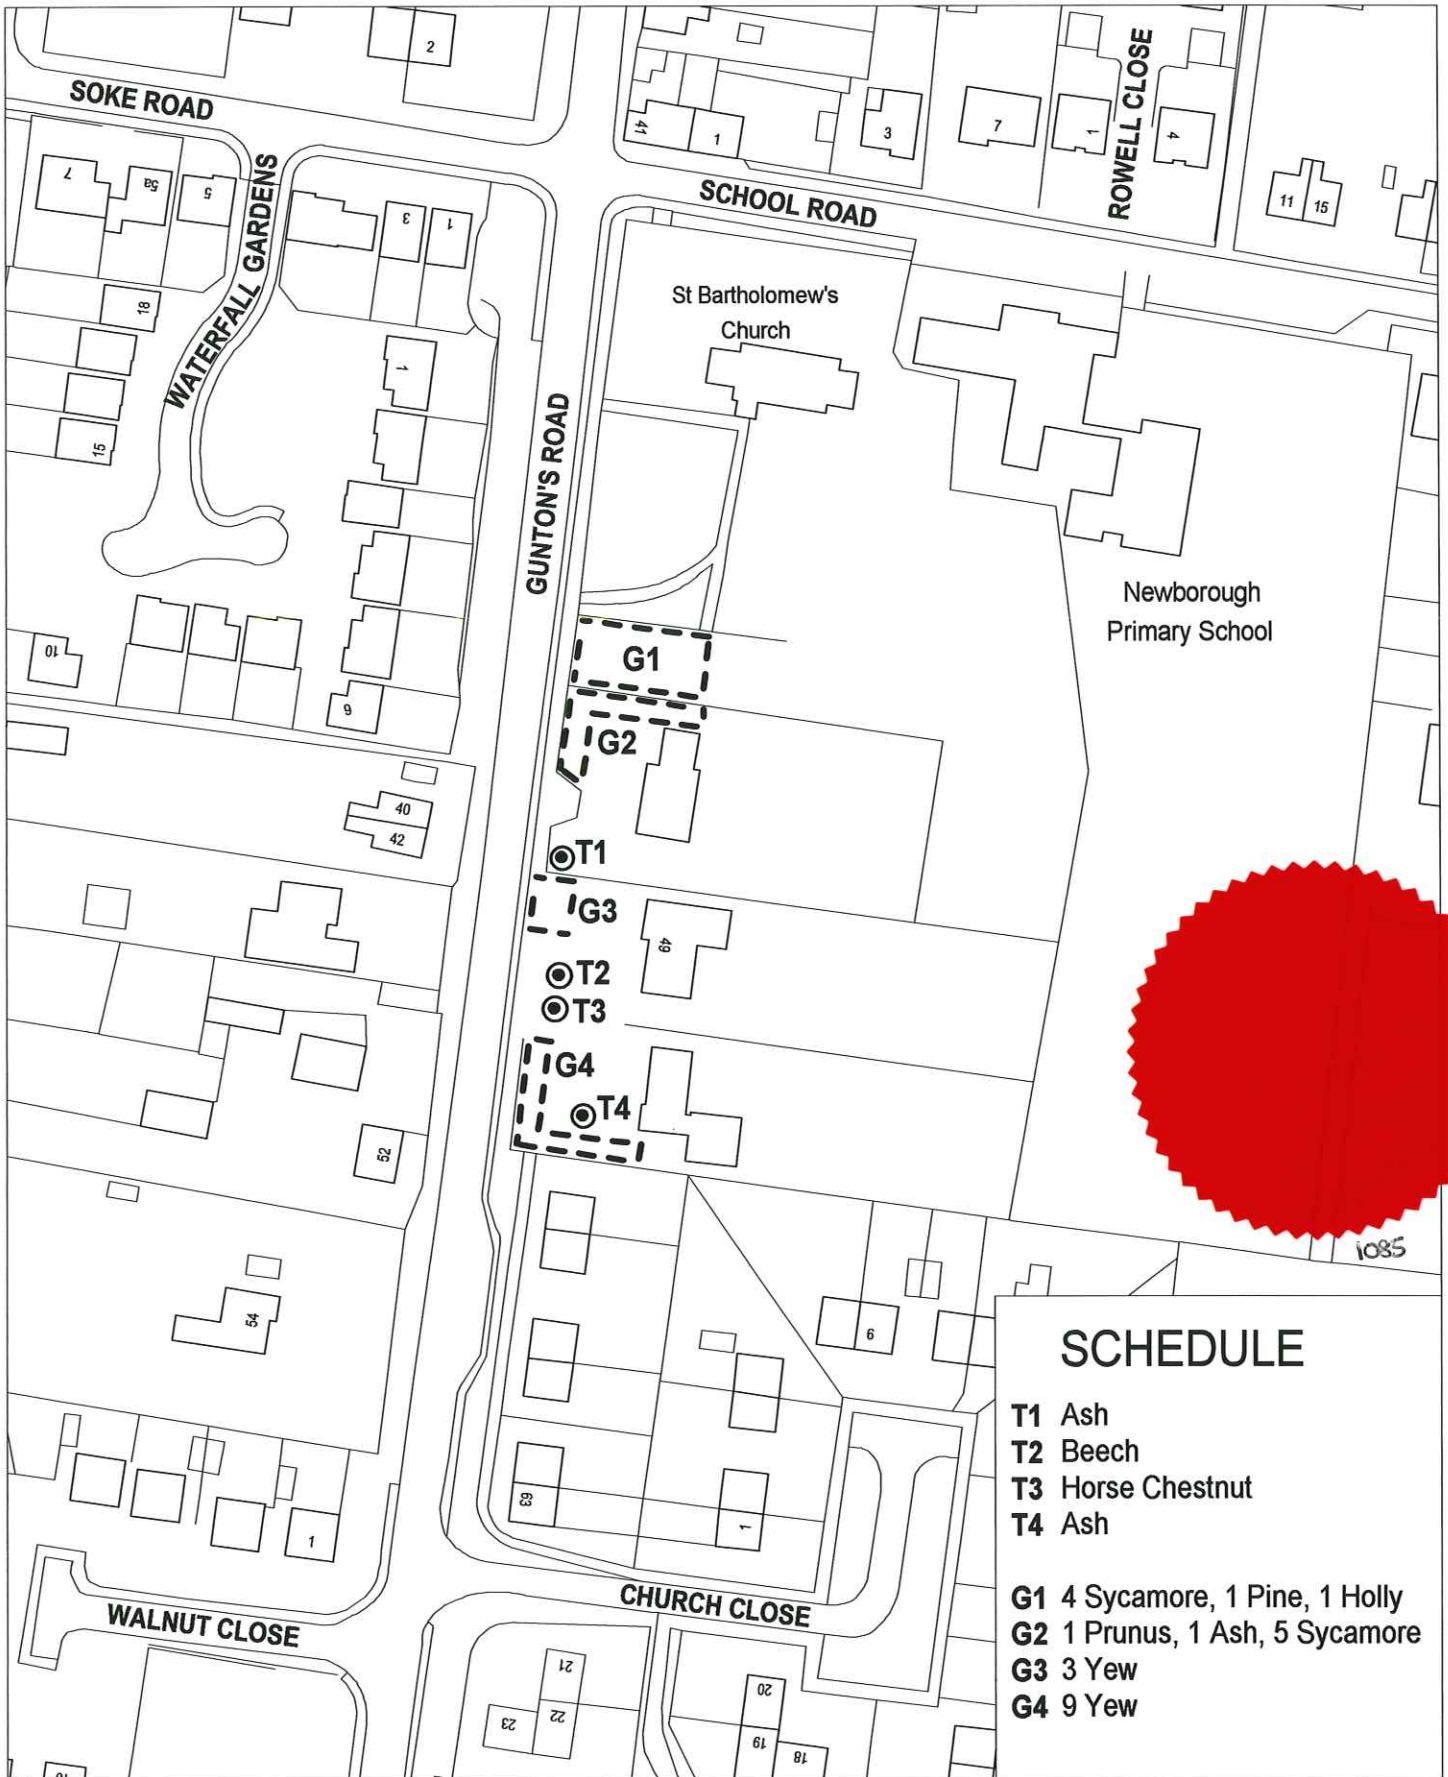 2
SOKE ROAD
41
1
3
7
1
ROWELL CLOSE
4
11
15
SCHOOL ROAD
7
5a
5
WATERFALL GARDENS
3
1
18
15
1
St Bartholomew's
Church
GUNTON'S ROAD
Newborough
Primary School
10
9
G1
G2
40
42
T1
G3
49
T2
T3
G4
T4
52
54
6
1085
63
1
1
WALNUT CLOSE
CHURCH CLOSE
21
22
23
20
19
18
SCHEDULE
T1 Ash
T2 Beech
T3 Horse Chestnut
T4 Ash
G1 4 Sycamore, 1 Pine, 1 Holly
G2 1 Prunus, 1 Ash, 5 Sycamore
G3 3 Yew
G4 9 Yew